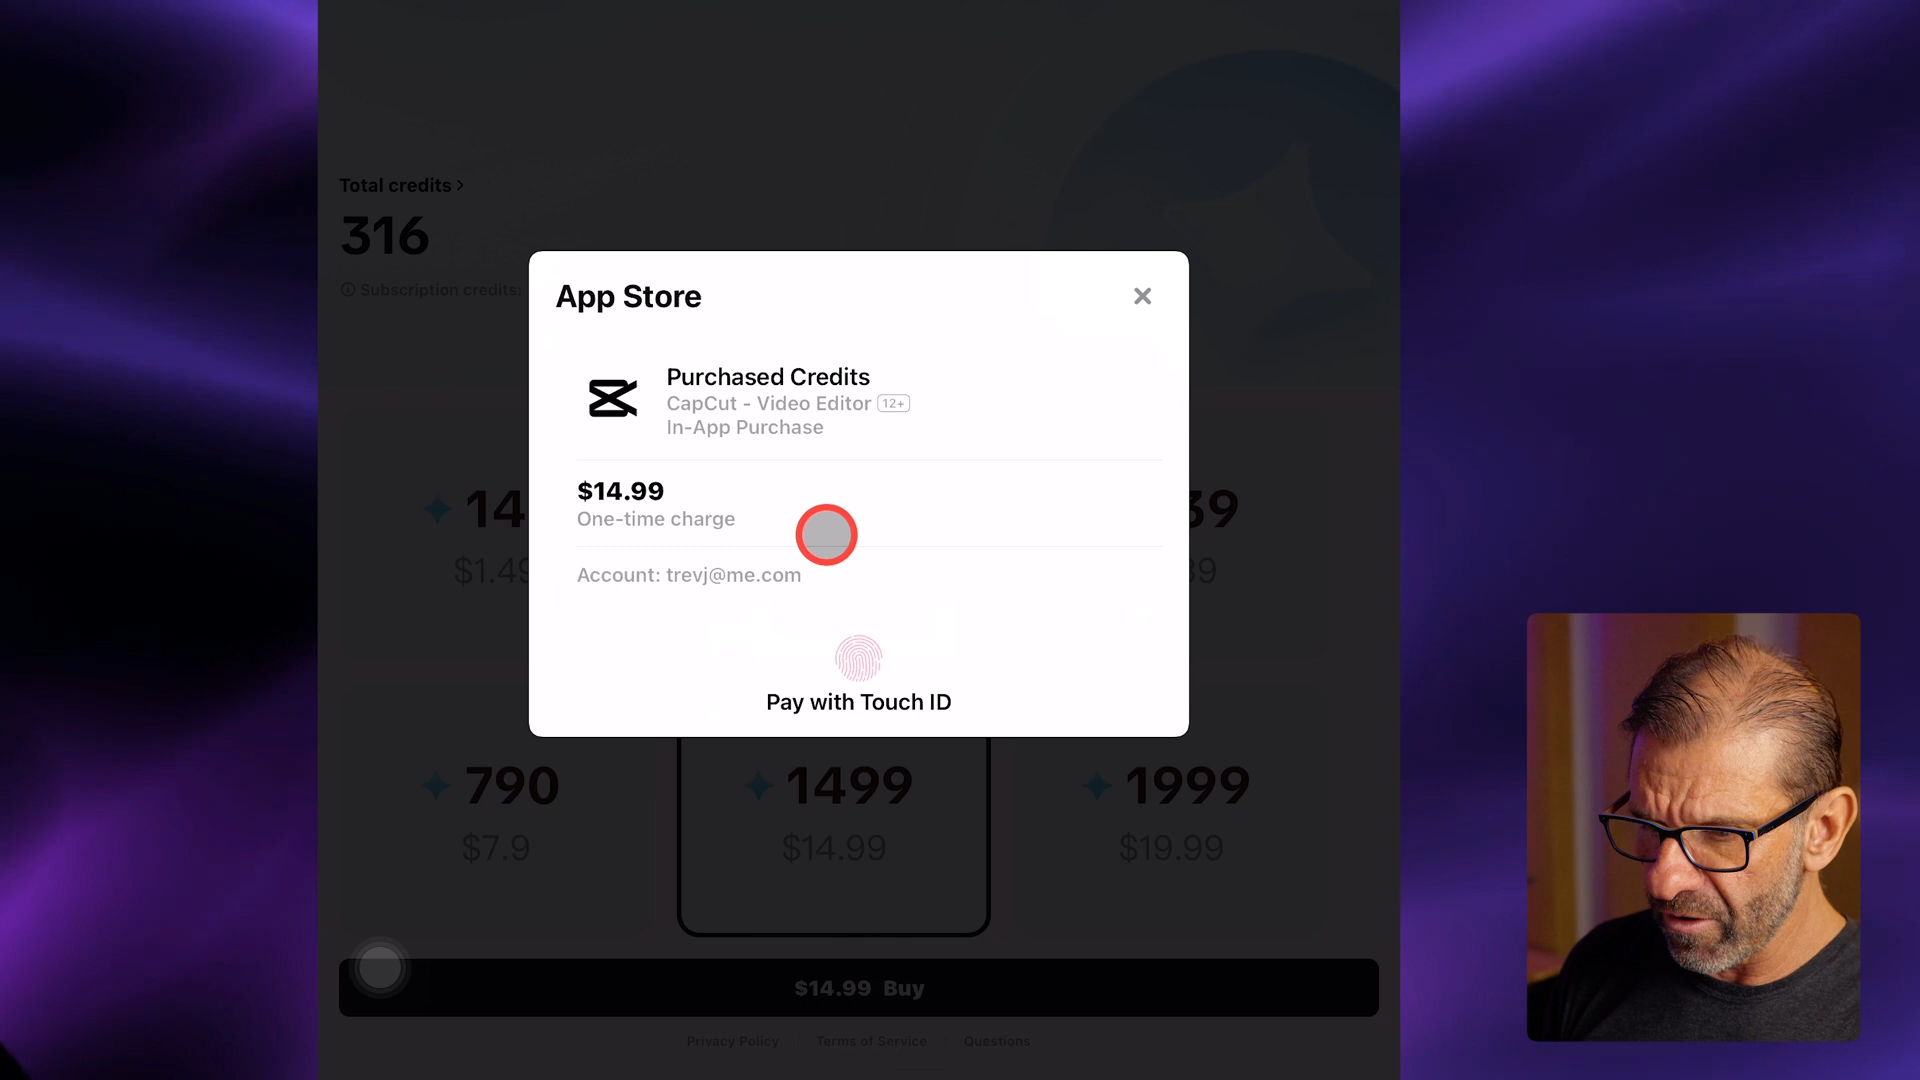 Total credits >
316
Subscription credits:
App Store
Purchased Credits
CapCut - Video Editor 12+
In-App Purchase
$14.99
One-time charge
Account: trevj@me.com
Pay with Touch ID
790
$7.9
1499
$14.99
1999
$19.99
$14.99 Buy
Privacy Policy
Terms of Service
Questions